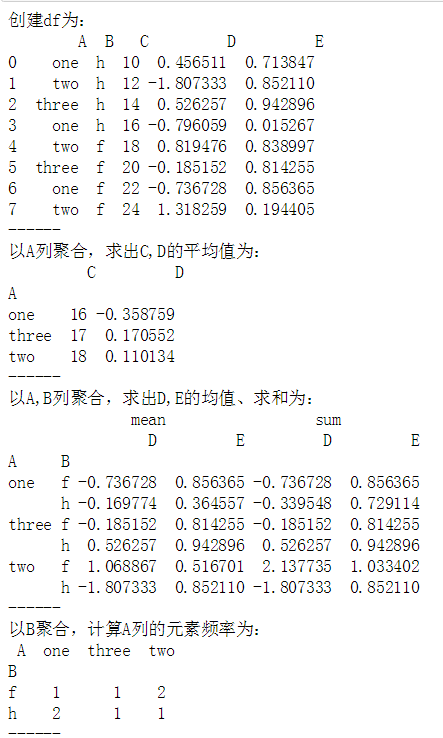 创建df为:
A B C D E
0 one h 10 0.456511 0.713847
1 two h 12 -1.807333 0.852110
2 three h 14 0.526257 0.942896
3 one h 16 -0.796059 0.015267
4 two f 18 0.819476 0.838997
5 three f 20 -0.185152 0.814255
6 one f 22 -0.736728 0.856365
7 two f 24 1.318259 0.194405
------
以A列聚合，求出C,D的平均值为:
C D
A
one 16 -0.358759
three 17 0.170552
two 18 0.110134
------
以A,B列聚合，求出D,E的均值、求和为:
mean sum
D E D E
A B
one f -0.736728 0.856365 -0.736728 0.856365
h -0.169774 0.364557 -0.339548 0.729114
three f -0.185152 0.814255 -0.185152 0.814255
h 0.526257 0.942896 0.526257 0.942896
two f 1.068867 0.516701 2.137735 1.033402
h -1.807333 0.852110 -1.807333 0.852110
------
以B聚合，计算A列的元素频率为:
A one three two
B
f 1 1 2
h 2 1 1
------